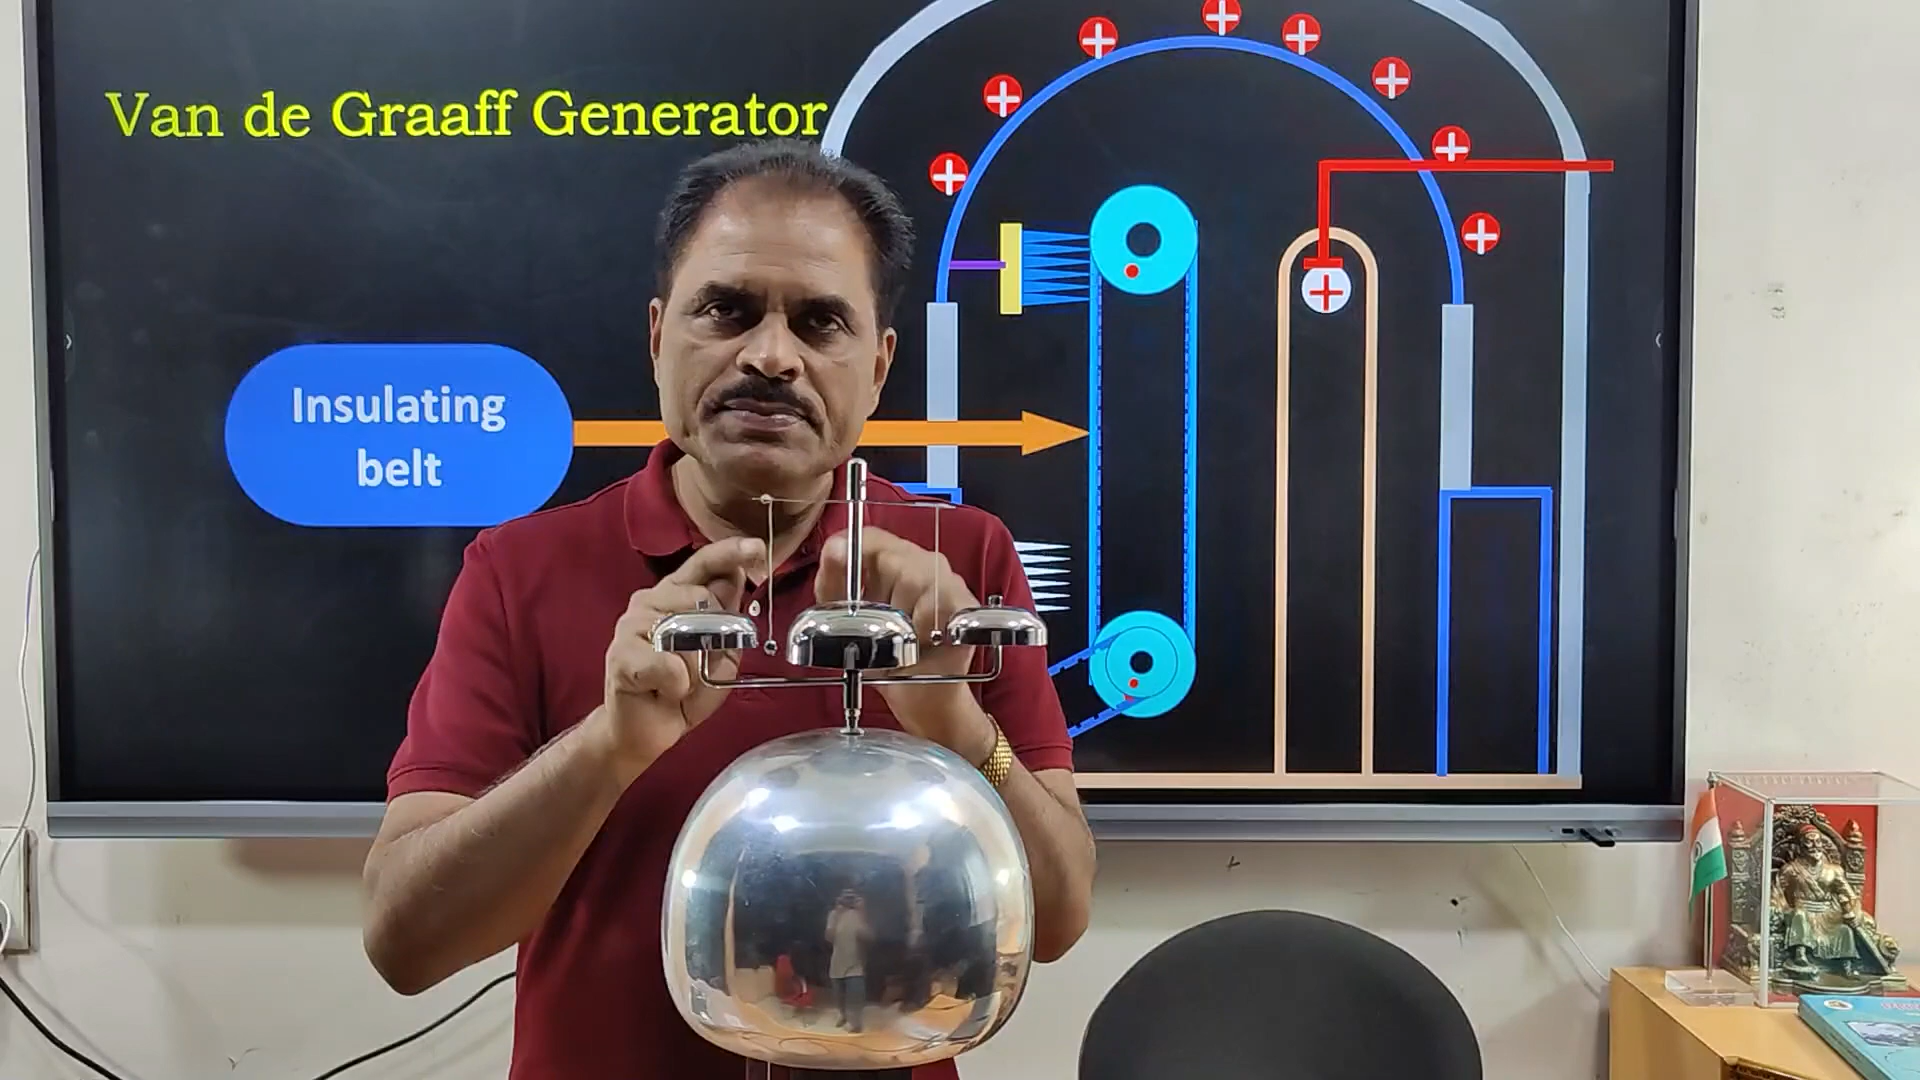 Van de Graaff Generator
Insulating
belt